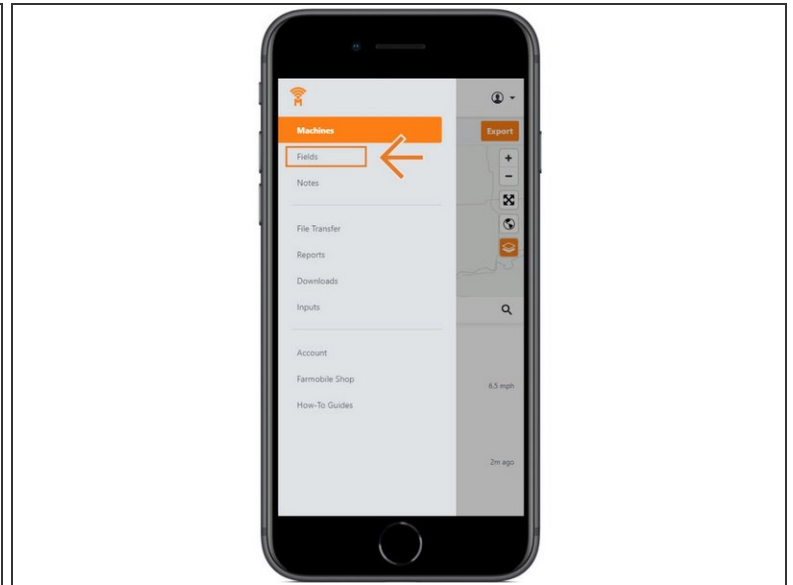 M
Machines
Export
Fields
+
Notes
-
File Transfer
Reports
Downloads
Inputs
Account
Farmobile Shop
6.5 mph
How-To Guides
2m ago